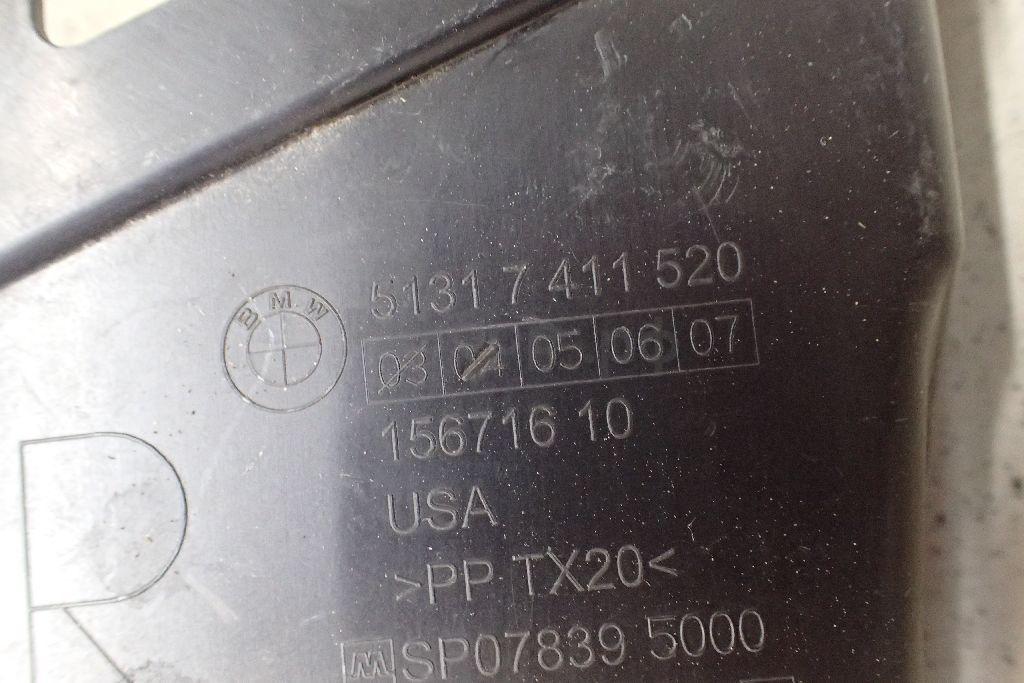 BMW
5131 7 411 520
03 04 05 06 07
156716 10
USA
>PP TX20<
R
M SP07839 5000